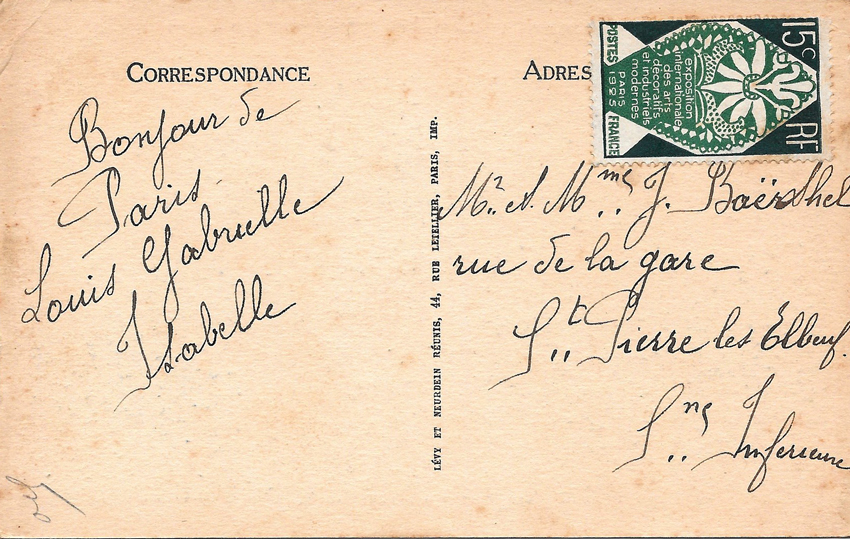 CORRESPONDANCE
Bonjour de
Paris
Louis Gabrielle
Isabelle
LÉVY ET NEURDEIN RÉUNIS, 44, RUE LETELLIER, PARIS, IMP.
ADRES
POSTES FRANCE
15c RF
exposition
internationale
des arts
décoratifs
et industriels
modernes
PARIS
1925
Mr. et Mme J.
rue de la gare
St Pierre les Elbeuf
Sne Inferieure